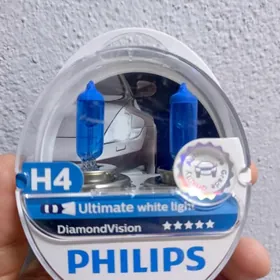 H4
Ultimate white light
DiamondVision
PHILIPS